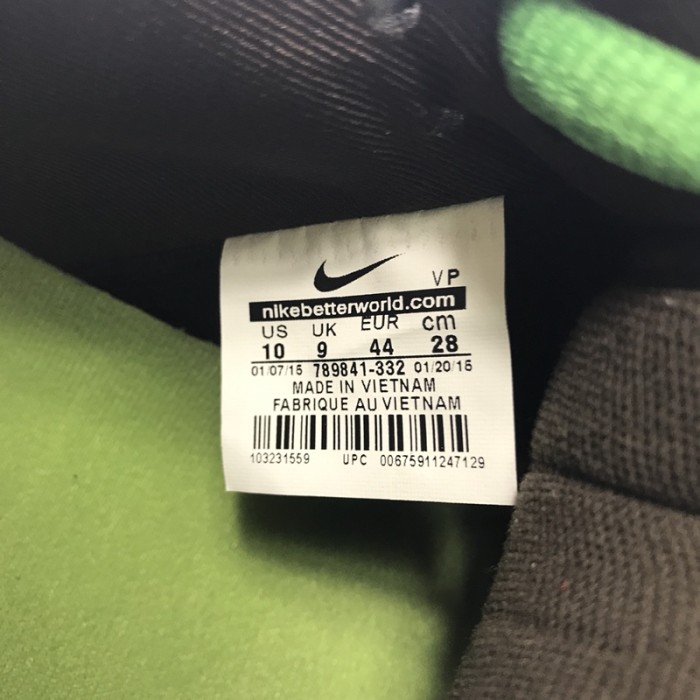 VP
nikebetterworld.com
US UK EUR cm
10 9 44 28
01/07/15 789841-332 01/20/15
MADE IN VIETNAM
FABRIQUE AU VIETNAM
103231559 UPC 00675911247129